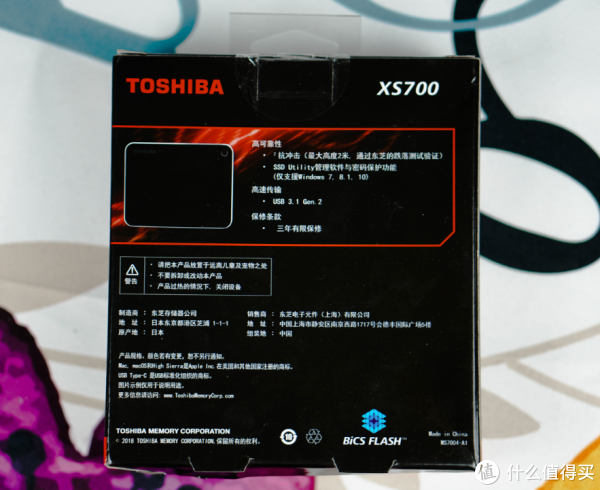 TOSHIBA
XS700
TOSHIBA
高可靠性
• ²抗冲击（最大高度2米，通过东芝的跌落测试验证）
• SSD Utility管理软件与密码保护功能
（仅支援Windows 7, 8.1, 10）
高速传输
• USB 3.1 Gen.2
保修条款
• 三年有限保修
警告
• 请把本产品放置于远离儿童及宠物之处
• 不要拆卸或改动本产品
• 产品过热的情况下，关闭设备
制造商 ： 东芝存储器公司
地 址 ： 日本东京都港区芝浦 1-1-1
原产地 ： 日本
销售商 ： 东芝电子元件（上海）有限公司
地 址 ： 中国上海市静安区南京西路1717号会德丰国际广场5楼
组装地 ： 中国
产品规格，颜色若有变更，恕不另行通知。
Mac, macOS和High Sierra是Apple Inc.在美国和其他国家注册的商标。
USB Type-C 是USB标准化组织的商标。
图片示例仅用于说明用途。
更多信息请访问: www.ToshibaMemoryCorp.com
TOSHIBA MEMORY CORPORATION
© 2018 TOSHIBA MEMORY CORPORATION.保留所有的权利。
10
BiCS FLASH™
Made in China
MS7004-A1
值 什么值得买